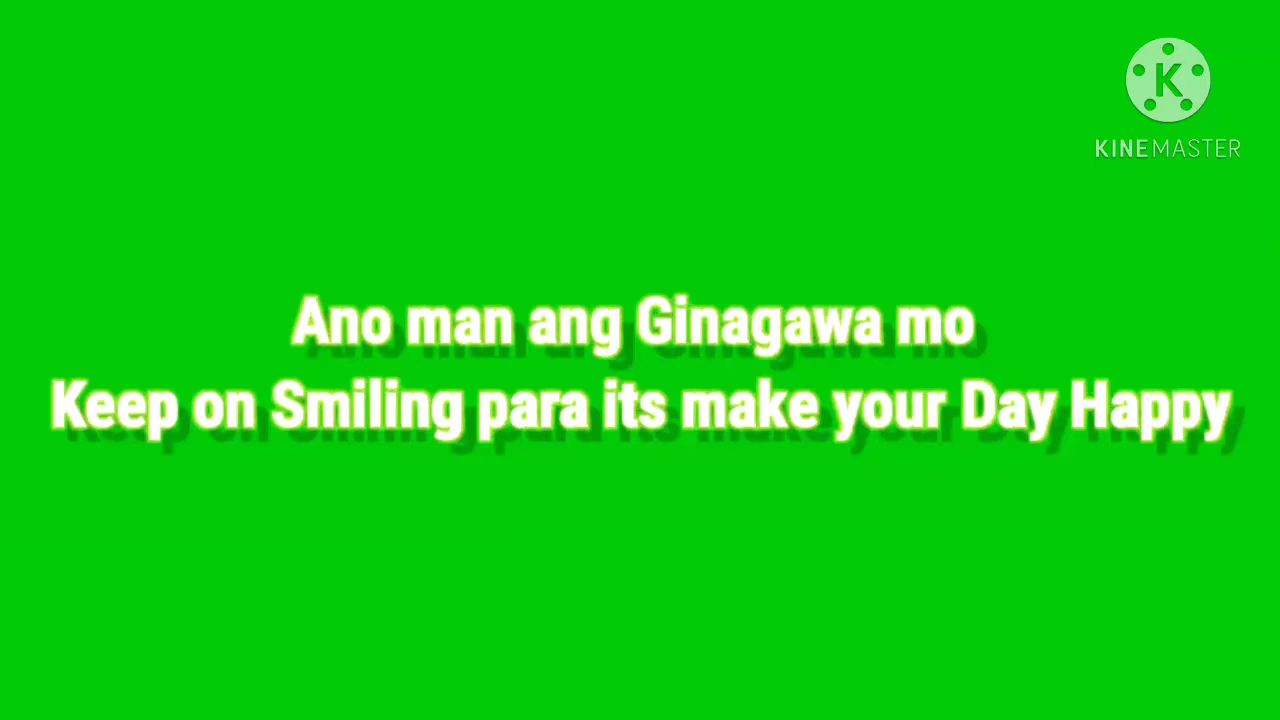 K
KINEMASTER
Ano man ang Ginagawa mo
Keep on Smiling para its make your Day Happy